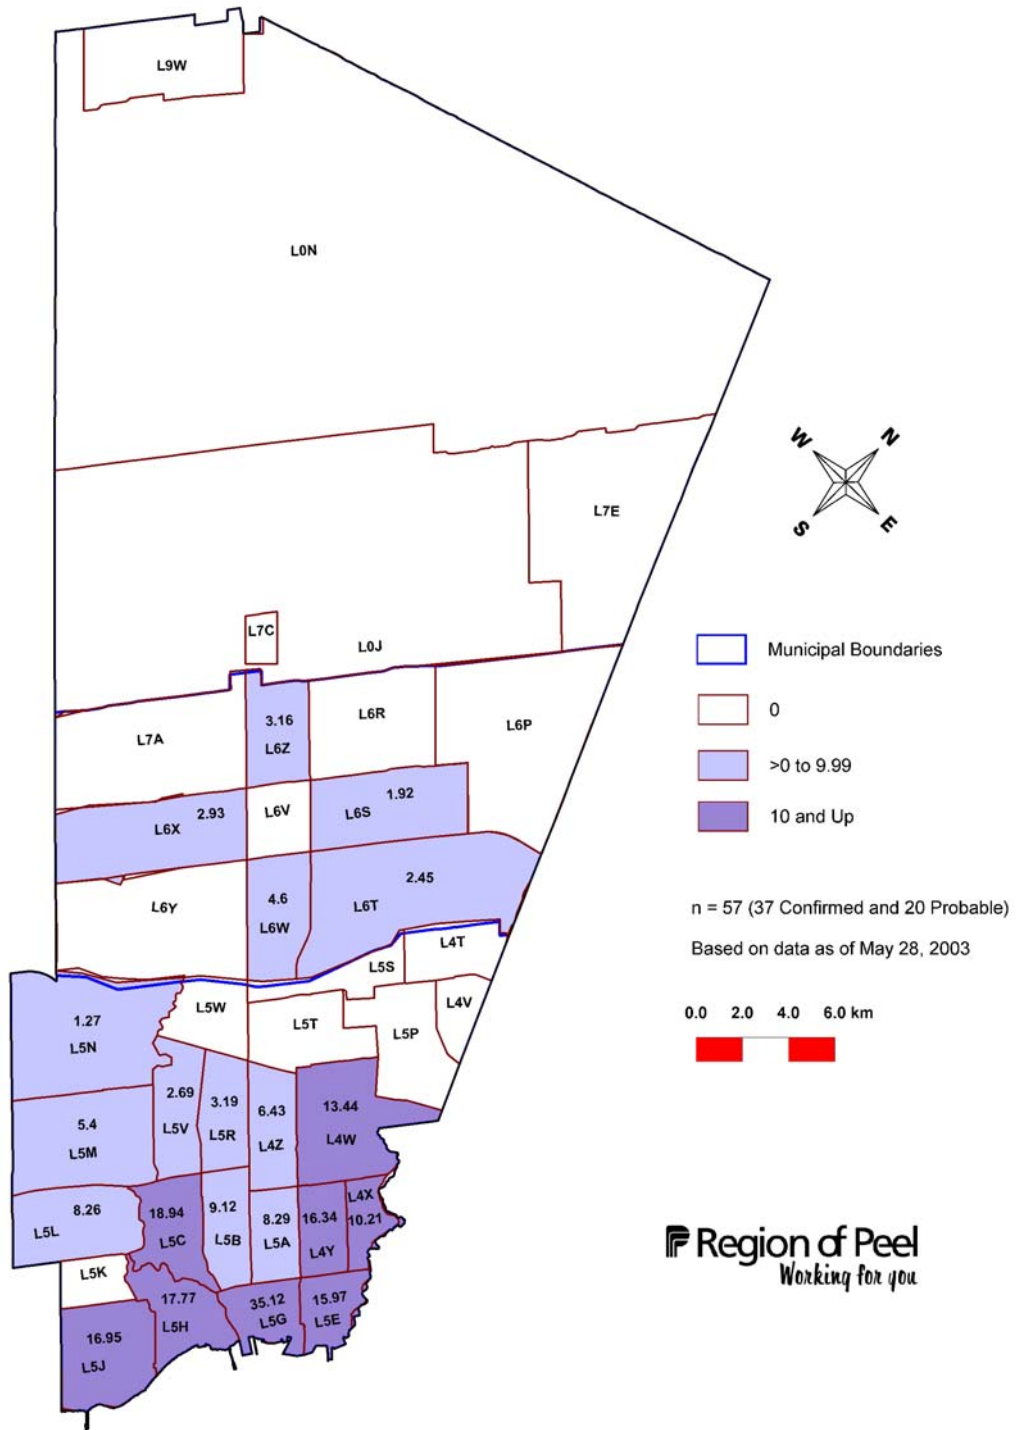 L9W
L0N
W
N
S
E
L7E
L7C
L0J
Municipal Boundaries
0
>0 to 9.99
10 and Up
L7A
3.16
L6Z
L6R
L6P
2.93
L6X
L6V
1.92
L6S
L6Y
4.6
L6W
2.45
L6T
n = 57 (37 Confirmed and 20 Probable)
Based on data as of May 28, 2003
L4T
L5S
L5W
L5T
L5P
L4V
0.0 2.0 4.0 6.0 km
1.27
L5N
2.69
L5V
3.19
L5R
6.43
L4Z
13.44
L4W
5.4
L5M
8.26
L5L
18.94
L5C
9.12
L5B
8.29
L5A
16.34
L4Y
L4X
10.21
L5K
17.77
L5H
35.12
L5G
15.97
L5E
16.95
L5J
Region of Peel
Working for you